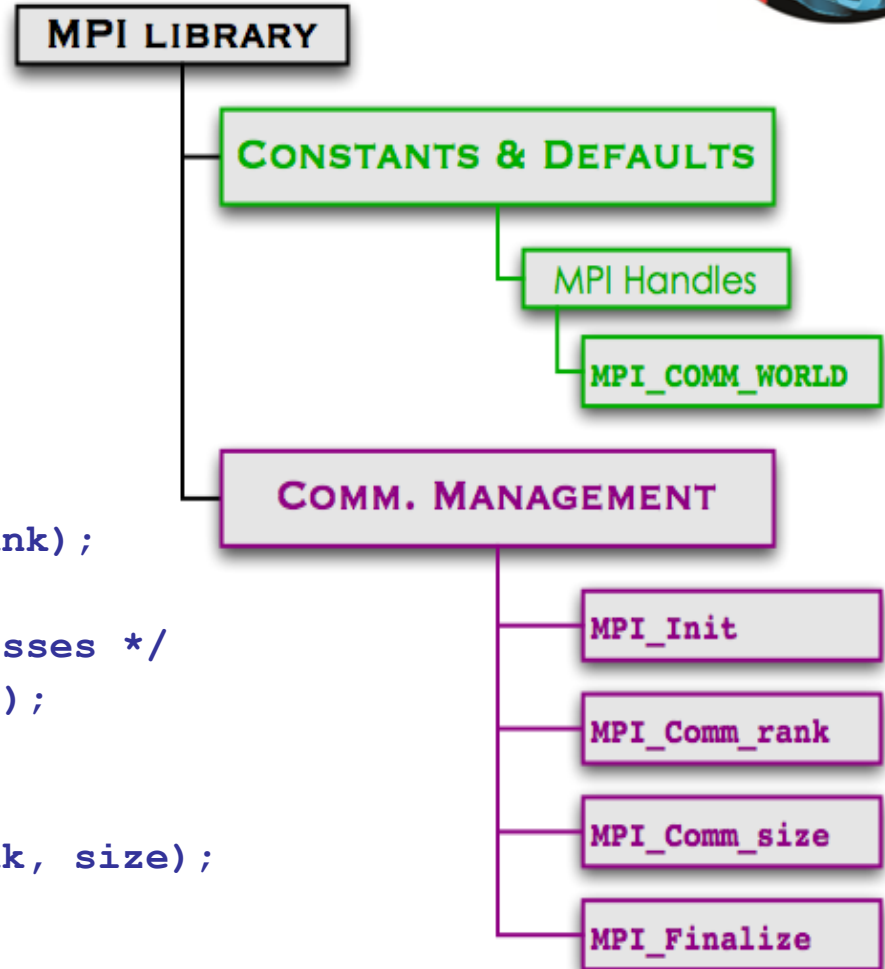 MPI LIBRARY
CONSTANTS & DEFAULTS
MPI Handles
MPI_COMM_WORLD
COMM. MANAGEMENT
MPI_Init
MPI_Comm_rank
MPI_Comm_size
MPI_Finalize
nk);
sses */
);
k, size);